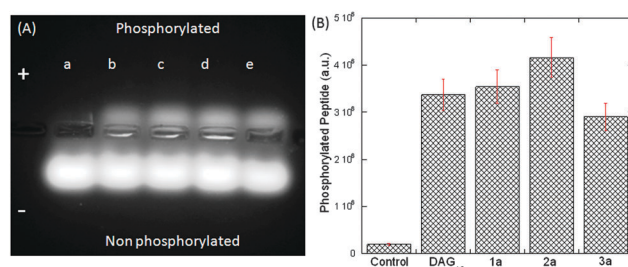 (A)
Phosphorylated
+
a b c d e
-
Non phosphorylated
(B)
Phosphorylated Peptide (a.u.)
5 10⁶
4 10⁶
3 10⁶
2 10⁶
1 10⁶
0
Control DAG 1a 2a 3a